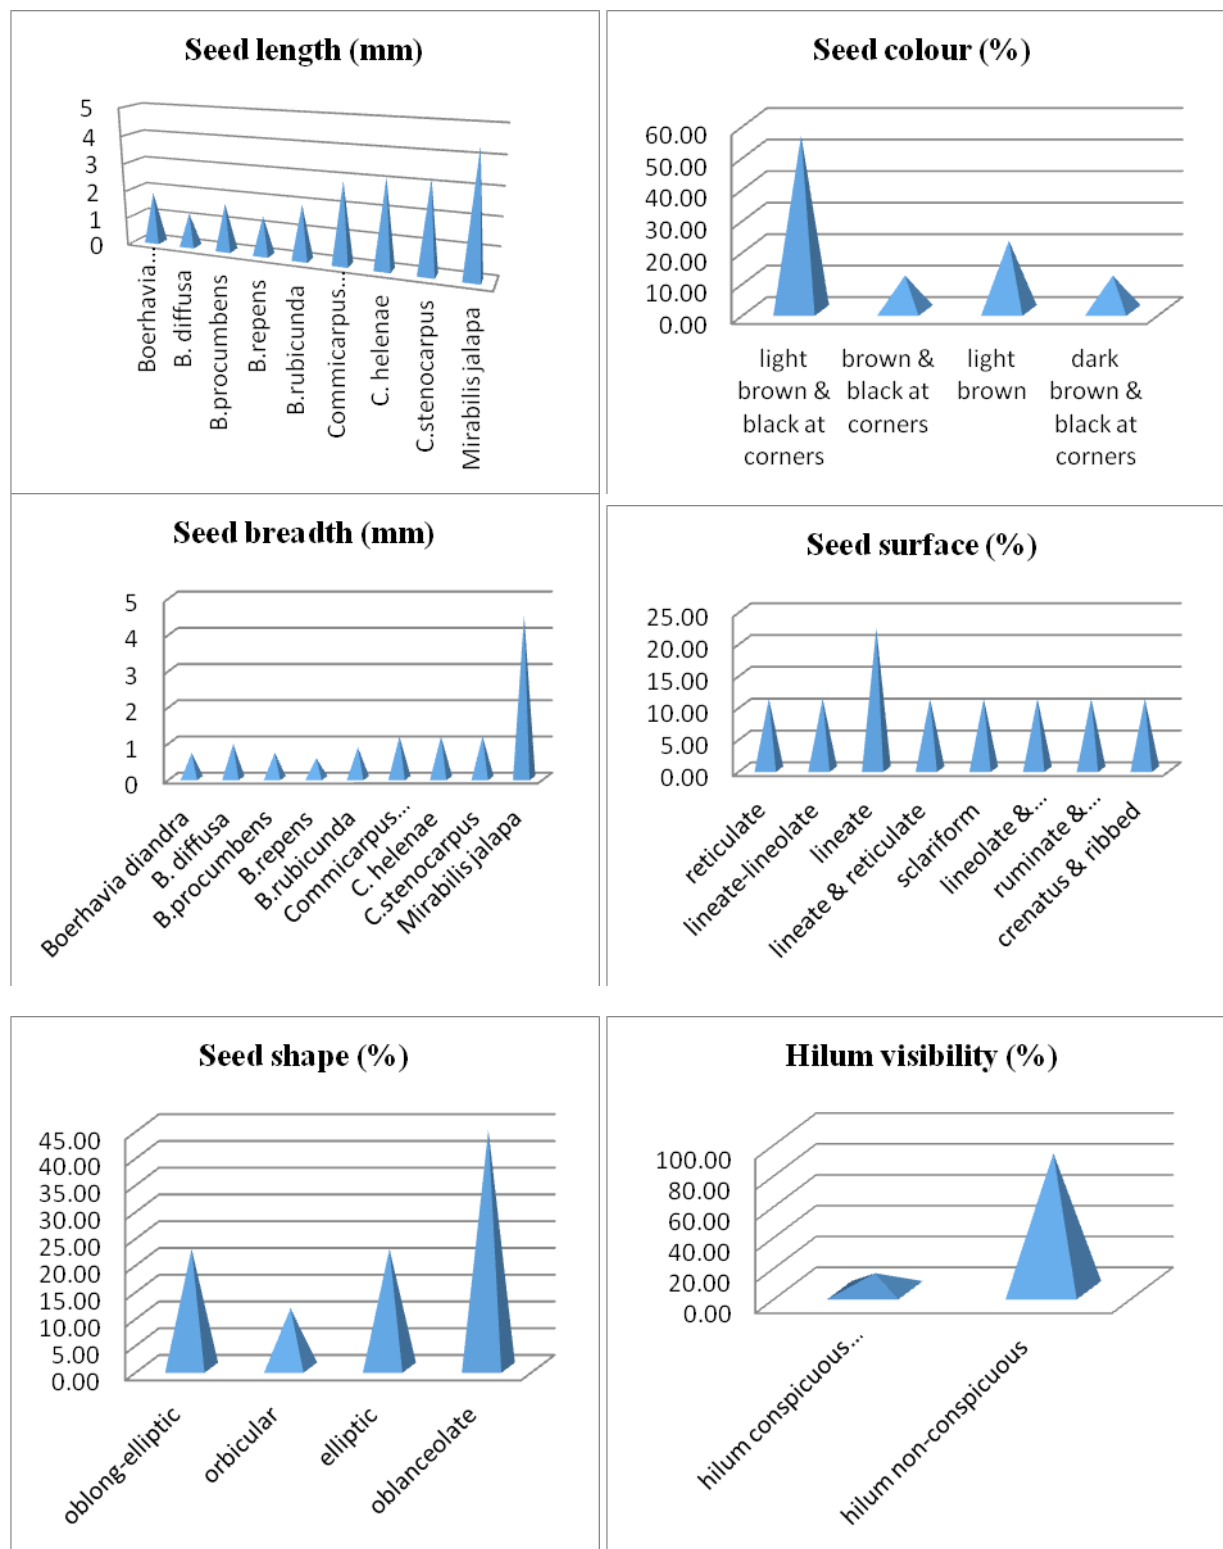 Seed length (mm)
5
4
3
2
1
0
Boerhavia...
B. diffusa
B.procumbens
B.repens
B.rubicunda
Commicarpus...
C. helenae
C.stenocarpus
Mirabilis jalapa
Seed colour (%)
60.00
50.00
40.00
30.00
20.00
10.00
0.00
light
brown &
black at
corners
brown &
black at
corners
light
brown
dark
brown &
black at
corners
Seed breadth (mm)
5
4
3
2
1
0
Boerhavia diandra
B. diffusa
B.procumbens
B.repens
B.rubicunda
Commicarpus...
C. helenae
C.stenocarpus
Mirabilis jalapa
Seed surface (%)
25.00
20.00
15.00
10.00
5.00
0.00
reticulate
lineate-lineolate
lineate
lineate & reticulate
sclariform
lineolate &...
ruminate &...
crenatus & ribbed
Seed shape (%)
45.00
40.00
35.00
30.00
25.00
20.00
15.00
10.00
5.00
0.00
oblong-elliptic
orbicular
elliptic
oblanceolate
Hilum visibility (%)
100.00
80.00
60.00
40.00
20.00
0.00
hilum conspicuous...
hilum non-conspicuous